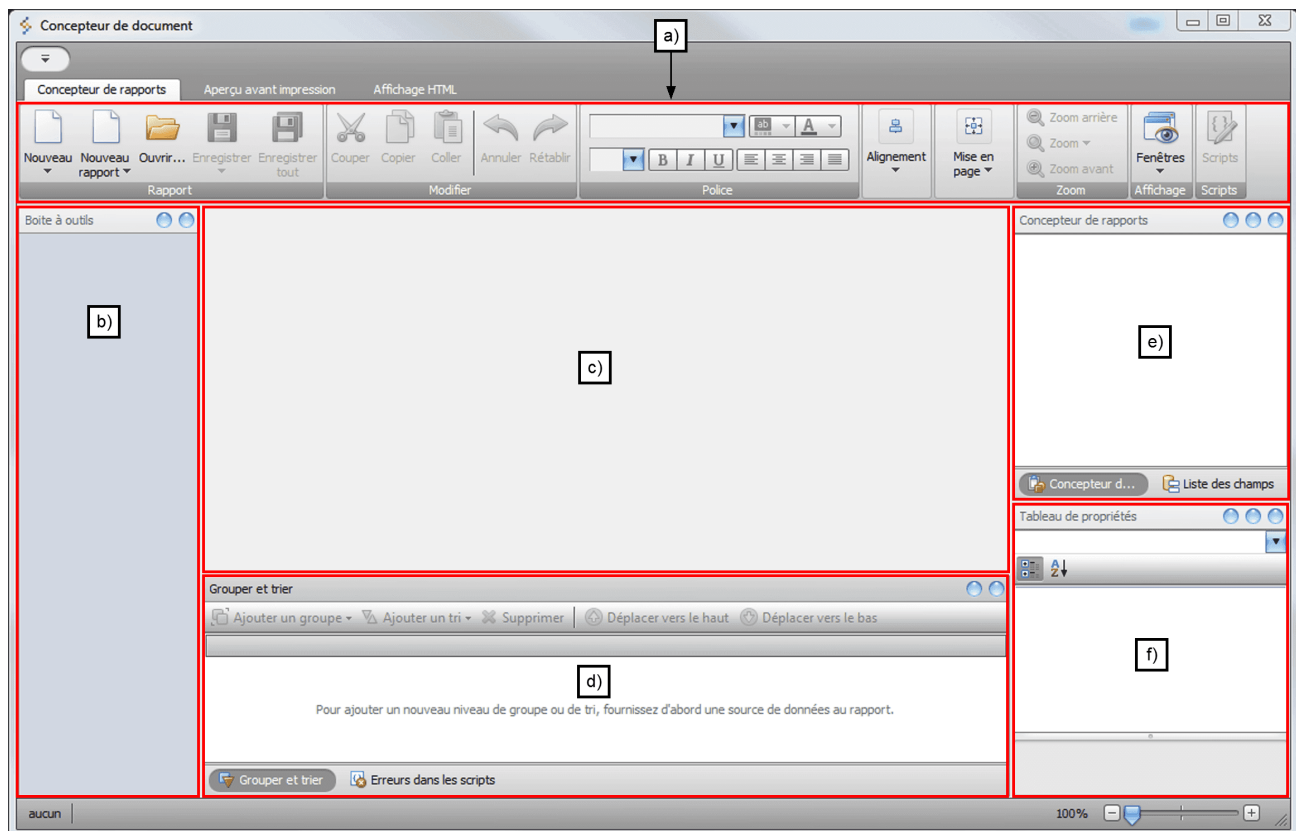 Concepteur de document
a)
Concepteur de rapports Aperçu avant impression Affichage HTML
Nouveau Nouveau rapport Ouvrir... Enregistrer Enregistrer tout
Rapport
Couper Copier Coller Annuler Rétablir
Modifier
ab A
B I U
Police
Alignement
Mise en page
Zoom arrière
Zoom
Zoom avant
Zoom
Fenêtres
Affichage
Scripts
Scripts
Boite à outils
b)
c)
Concepteur de rapports
e)
Concepteur d... Liste des champs
Tableau de propriétés
A
Z
f)
Grouper et trier
Ajouter un groupe Ajouter un tri Supprimer Déplacer vers le haut Déplacer vers le bas
d)
Pour ajouter un nouveau niveau de groupe ou de tri, fournissez d'abord une source de données au rapport.
Grouper et trier Erreurs dans les scripts
aucun
100%